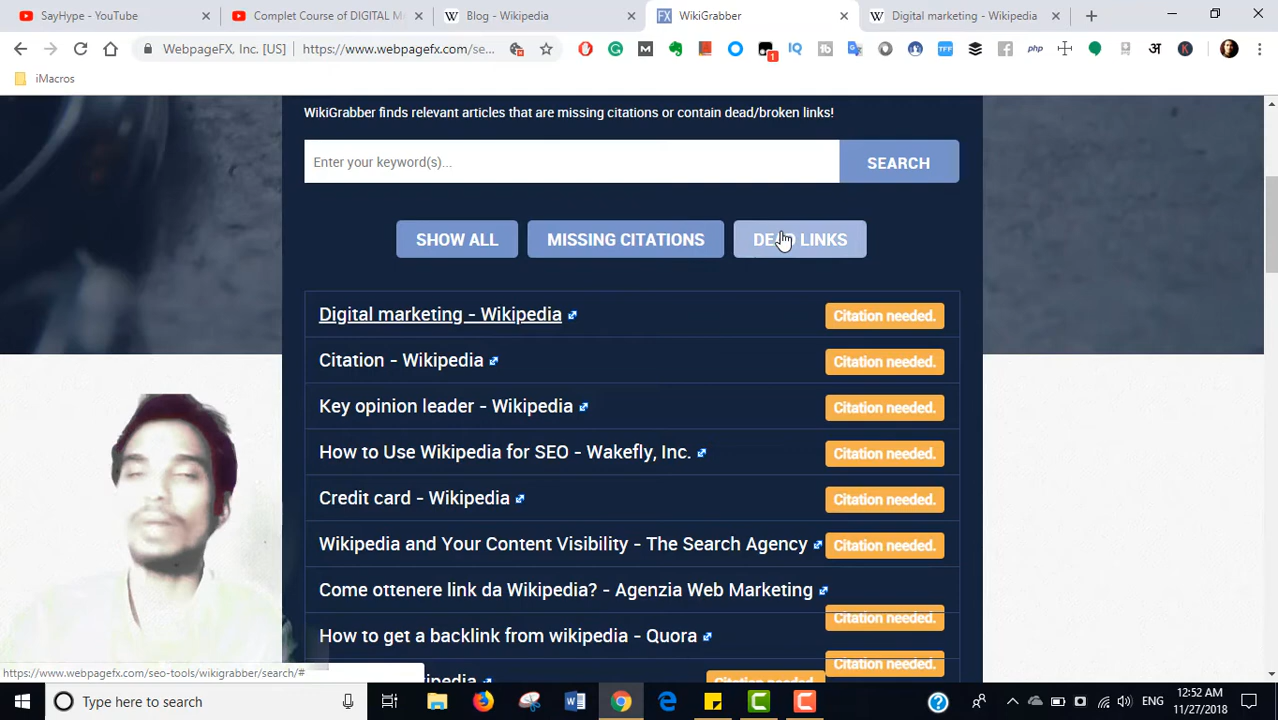 SayHype - YouTube
Complet Course of DIGITAL M
Blog - Wikipedia
FX WikiGrabber
Digital marketing - Wikipedia
WebpageFX, Inc. [US]
https://www.webpagefx.com/se...
1
php
अ
iMacros
WikiGrabber finds relevant articles that are missing citations or contain dead/broken links!
Enter your keyword(s)...
SEARCH
SHOW ALL
MISSING CITATIONS
DEAD LINKS
Digital marketing - Wikipedia
Citation needed.
Citation - Wikipedia
Citation needed.
Key opinion leader - Wikipedia
Citation needed.
How to Use Wikipedia for SEO - Wakefly, Inc.
Citation needed.
Credit card - Wikipedia
Citation needed.
Wikipedia and Your Content Visibility - The Search Agency
Citation needed.
Come ottenere link da Wikipedia? - Agenzia Web Marketing
Citation needed.
How to get a backlink from wikipedia - Quora
Citation needed.
https://www.webpagefx.com/seo-tools/wikigrabber/search/#
Citation needed.
Type here to search
ENG
12:52 AM
11/27/2018